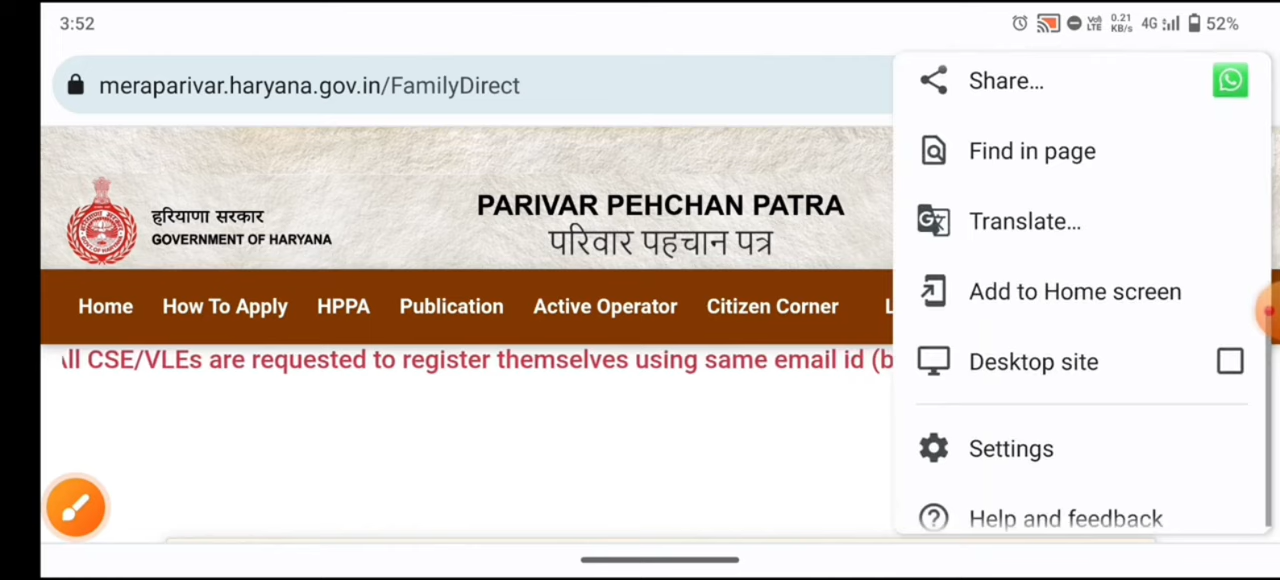 3:52
Vo) LTE 0.21 KB/s 4G 52%
meraparivar.haryana.gov.in/FamilyDirect
हरियाणा सरकार
GOVERNMENT OF HARYANA
PARIVAR PEHCHAN PATRA
परिवार पहचान पत्र
Home How To Apply HPPA Publication Active Operator Citizen Corner L
All CSE/VLEs are requested to register themselves using same email id (b
Share...
Find in page
Translate...
Add to Home screen
Desktop site
Settings
Help and feedback